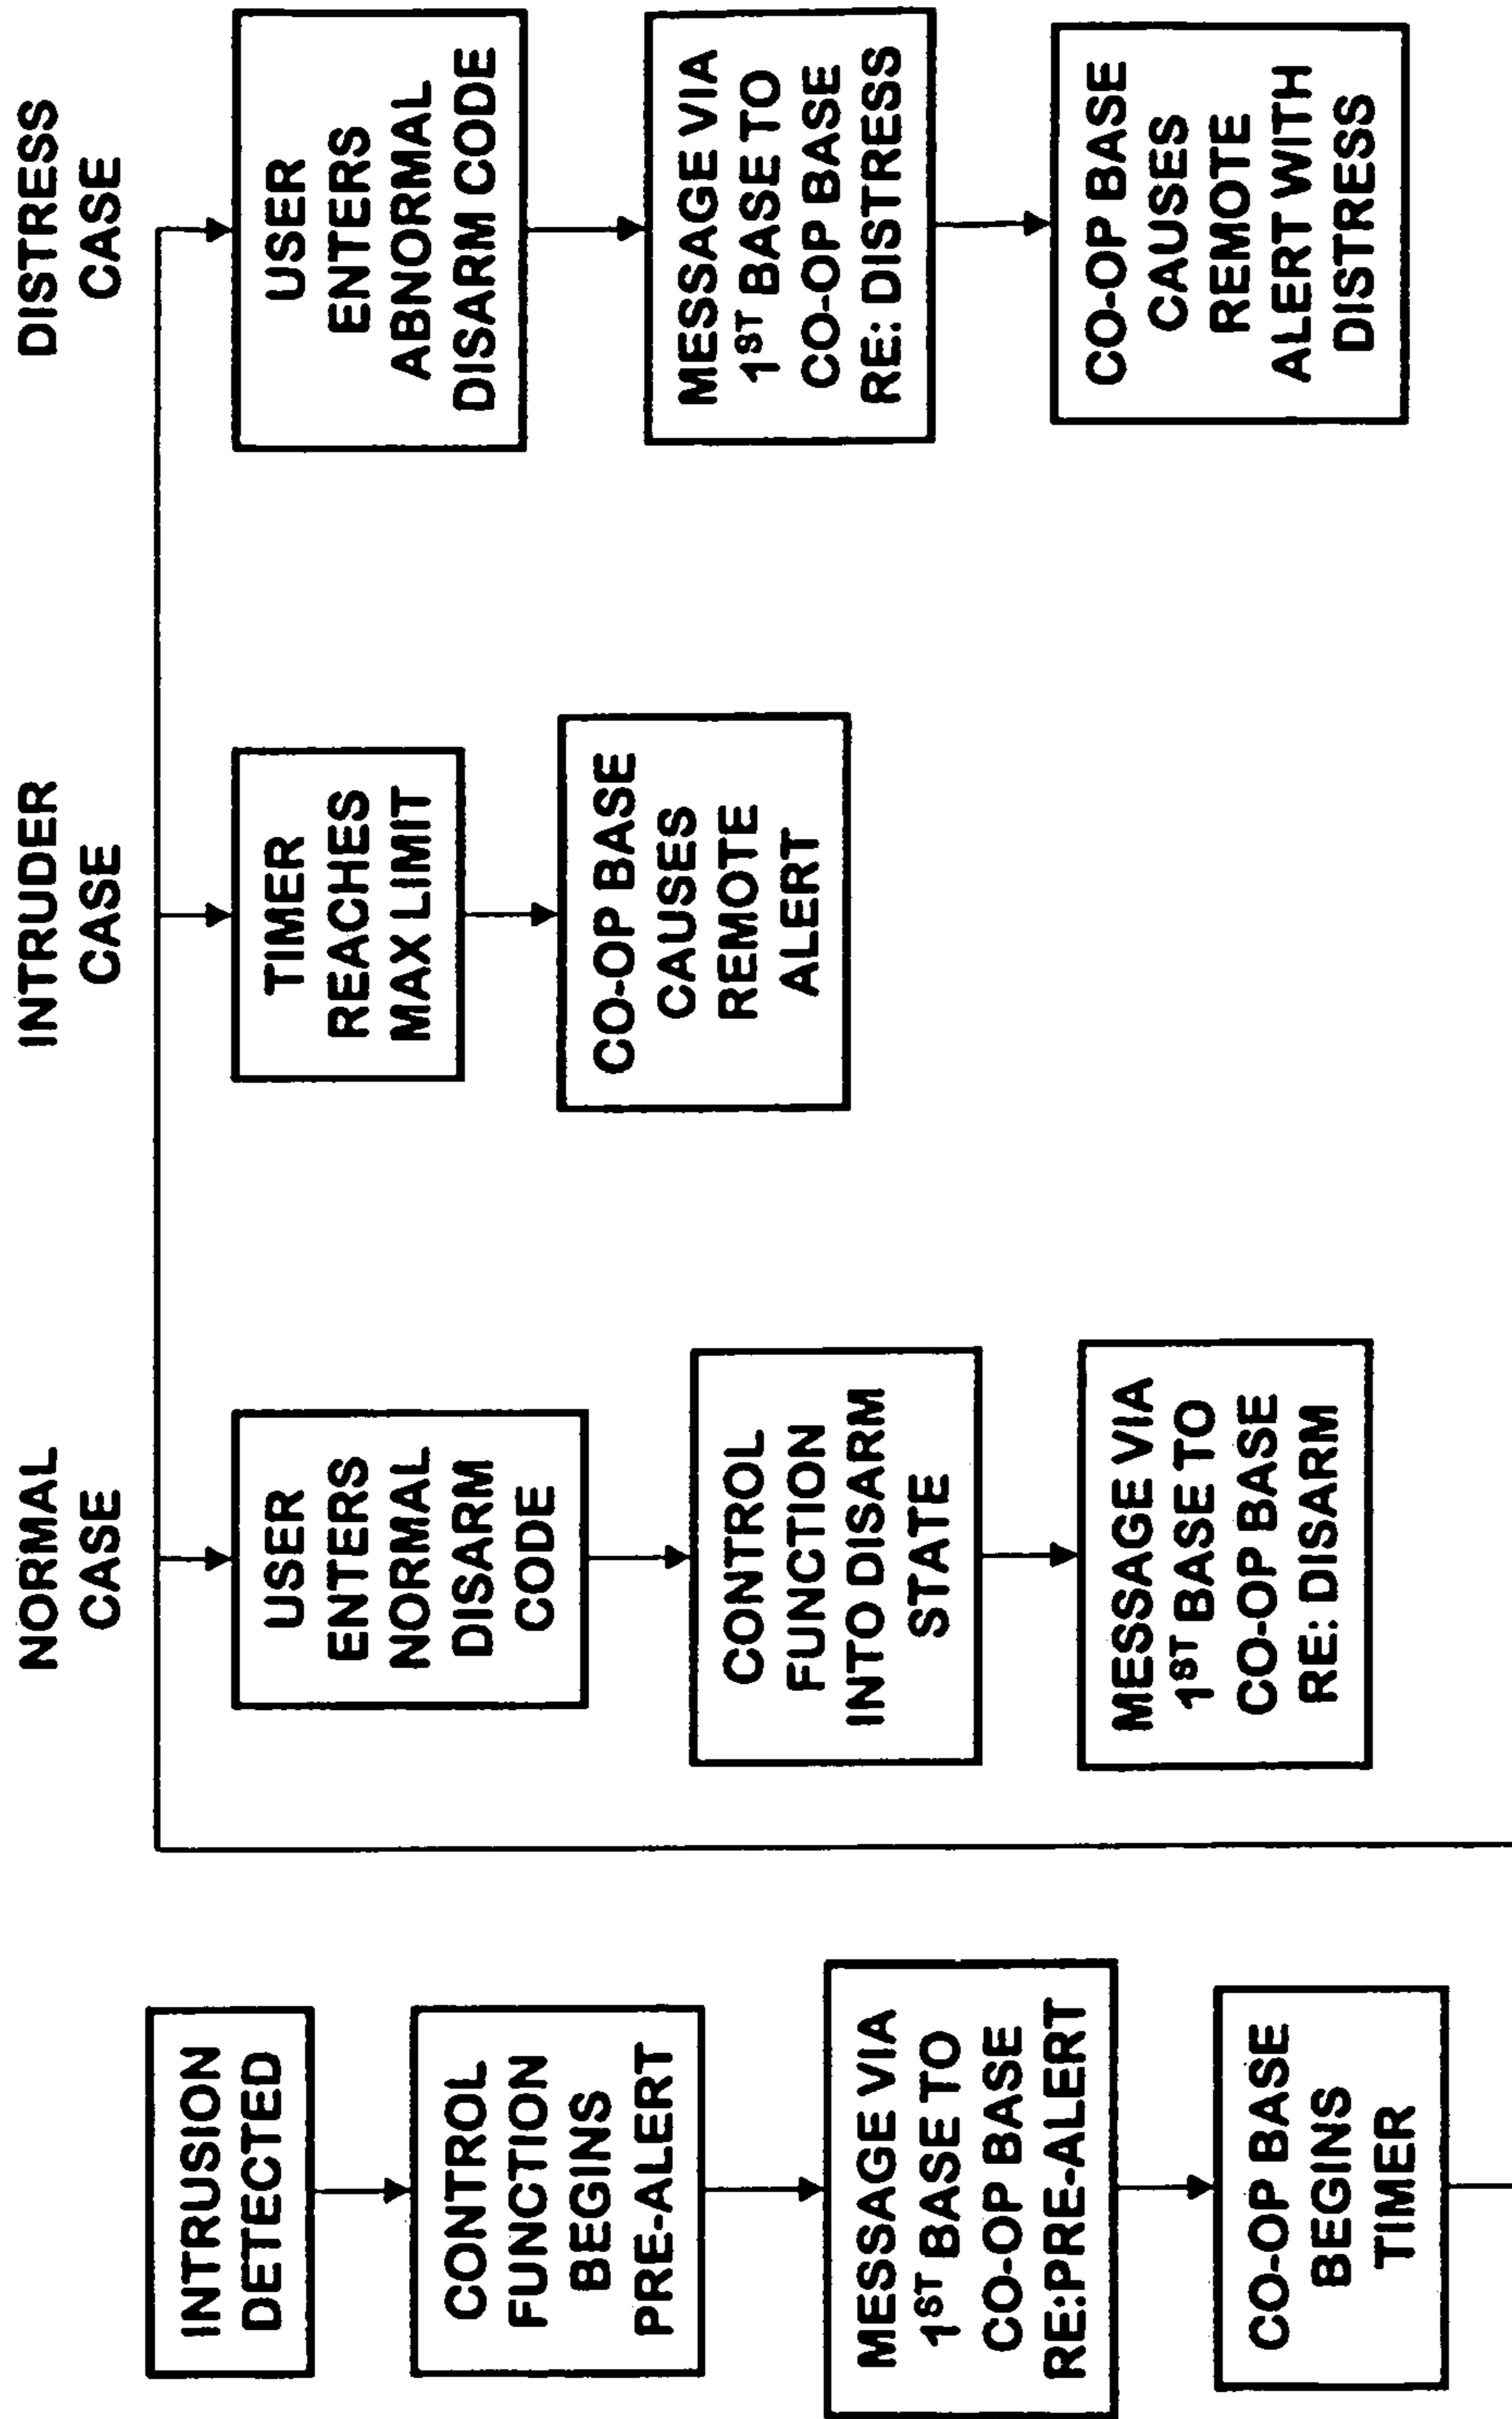 INTRUSION
DETECTED
CONTROL
FUNCTION
BEGINS
PRE-ALERT
MESSAGE VIA
1ST BASE TO
CO-OP BASE
RE:PRE-ALERT
CO-OP BASE
BEGINS
TIMER
NORMAL
CASE
USER
ENTERS
NORMAL
DISARM
CODE
CONTROL
FUNCTION
INTO DISARM
STATE
MESSAGE VIA
1ST BASE TO
CO-OP BASE
RE: DISARM
INTRUDER
CASE
TIMER
REACHES
MAX LIMIT
CO-OP BASE
CAUSES
REMOTE
ALERT
DISTRESS
CASE
USER
ENTERS
ABNORMAL
DISARM CODE
MESSAGE VIA
1ST BASE TO
CO-OP BASE
RE: DISTRESS
CO-OP BASE
CAUSES
REMOTE
ALERT WITH
DISTRESS